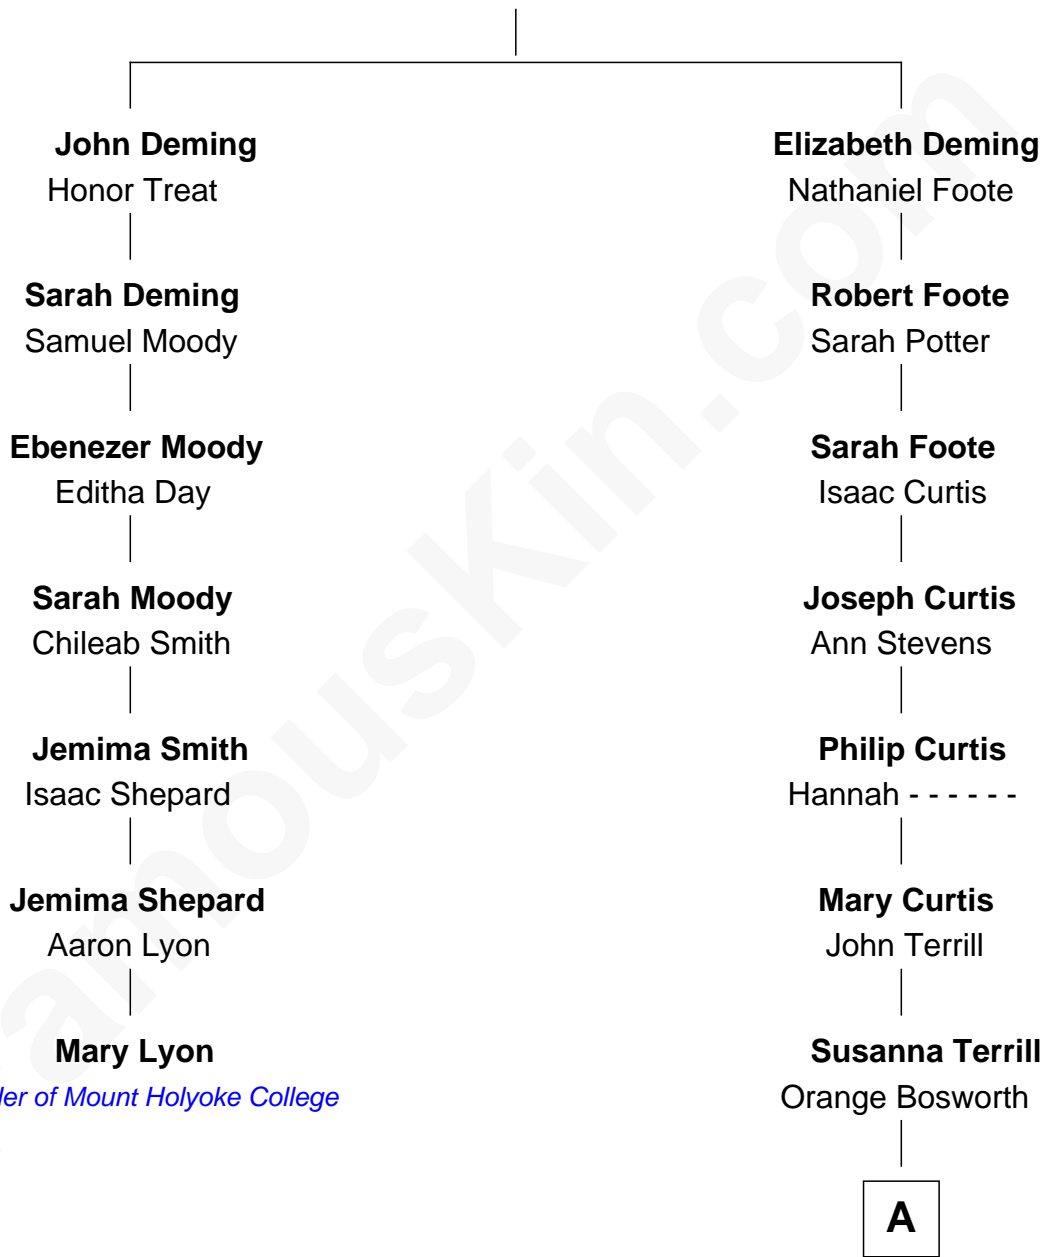 John Deming
Honor Treat
Sarah Deming
Samuel Moody
Ebenezer Moody
Editha Day
Sarah Moody
Chileab Smith
Jemima Smith
Isaac Shepard
Jemima Shepard
Aaron Lyon
Mary Lyon
der of Mount Holyoke College
Elizabeth Deming
Nathaniel Foote
Robert Foote
Sarah Potter
Sarah Foote
Isaac Curtis
Joseph Curtis
Ann Stevens
Philip Curtis
Hannah - - - - - -
Mary Curtis
John Terrill
Susanna Terrill
Orange Bosworth
A
amouskin.com